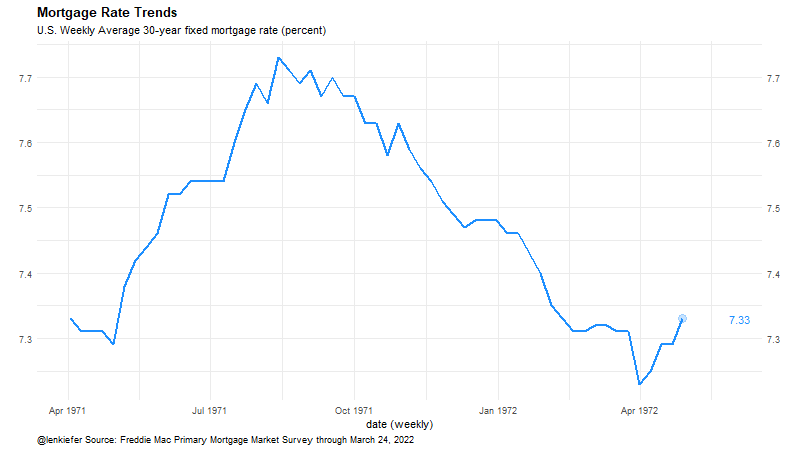 Mortgage Rate Trends
U.S. Weekly Average 30-year fixed mortgage rate (percent)
7.7 7.7
7.6 7.6
7.5 7.5
7.4 7.4
7.33
7.3 7.3
Apr 1971 Jul 1971 Oct 1971 Jan 1972 Apr 1972
date (weekly)
@lenkiefer Source: Freddie Mac Primary Mortgage Market Survey through March 24, 2022